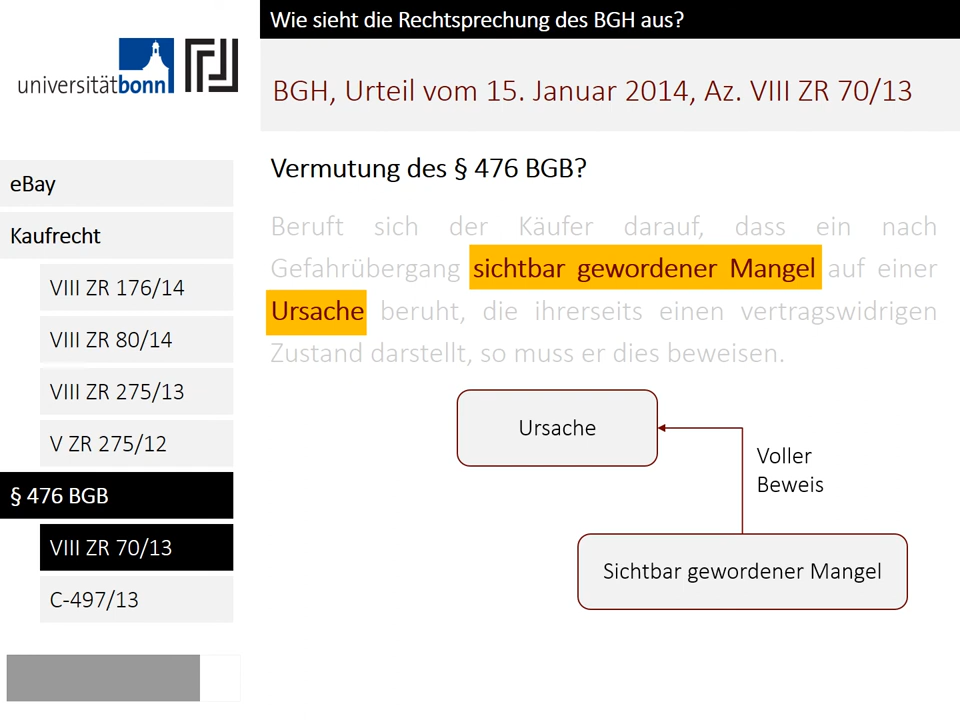 Wie sieht die Rechtsprechung des BGH aus?
universitätbonn
BGH, Urteil vom 15. Januar 2014, Az. VIII ZR 70/13
eBay
Kaufrecht
VIII ZR 176/14
VIII ZR 80/14
VIII ZR 275/13
V ZR 275/12
§ 476 BGB
VIII ZR 70/13
C-497/13
Vermutung des § 476 BGB?
Beruft sich der Käufer darauf, dass ein nach
Gefahrübergang sichtbar gewordener Mangel auf einer
Ursache beruht, die ihrerseits einen vertragswidrigen
Zustand darstellt, so muss er dies beweisen.
Ursache
Voller
Beweis
Sichtbar gewordener Mangel